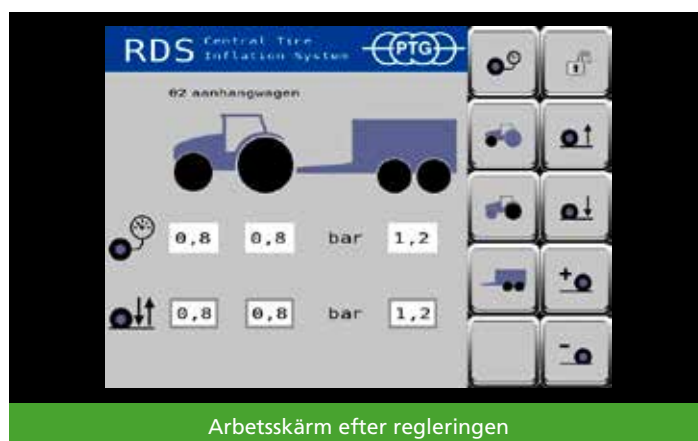 RDS Central Tire
Inflation System PTG
02 aanhangwagen
0,8 0,8 bar 1,2
0,8 0,8 bar 1,2
+
-
Arbetsskärm efter regleringen